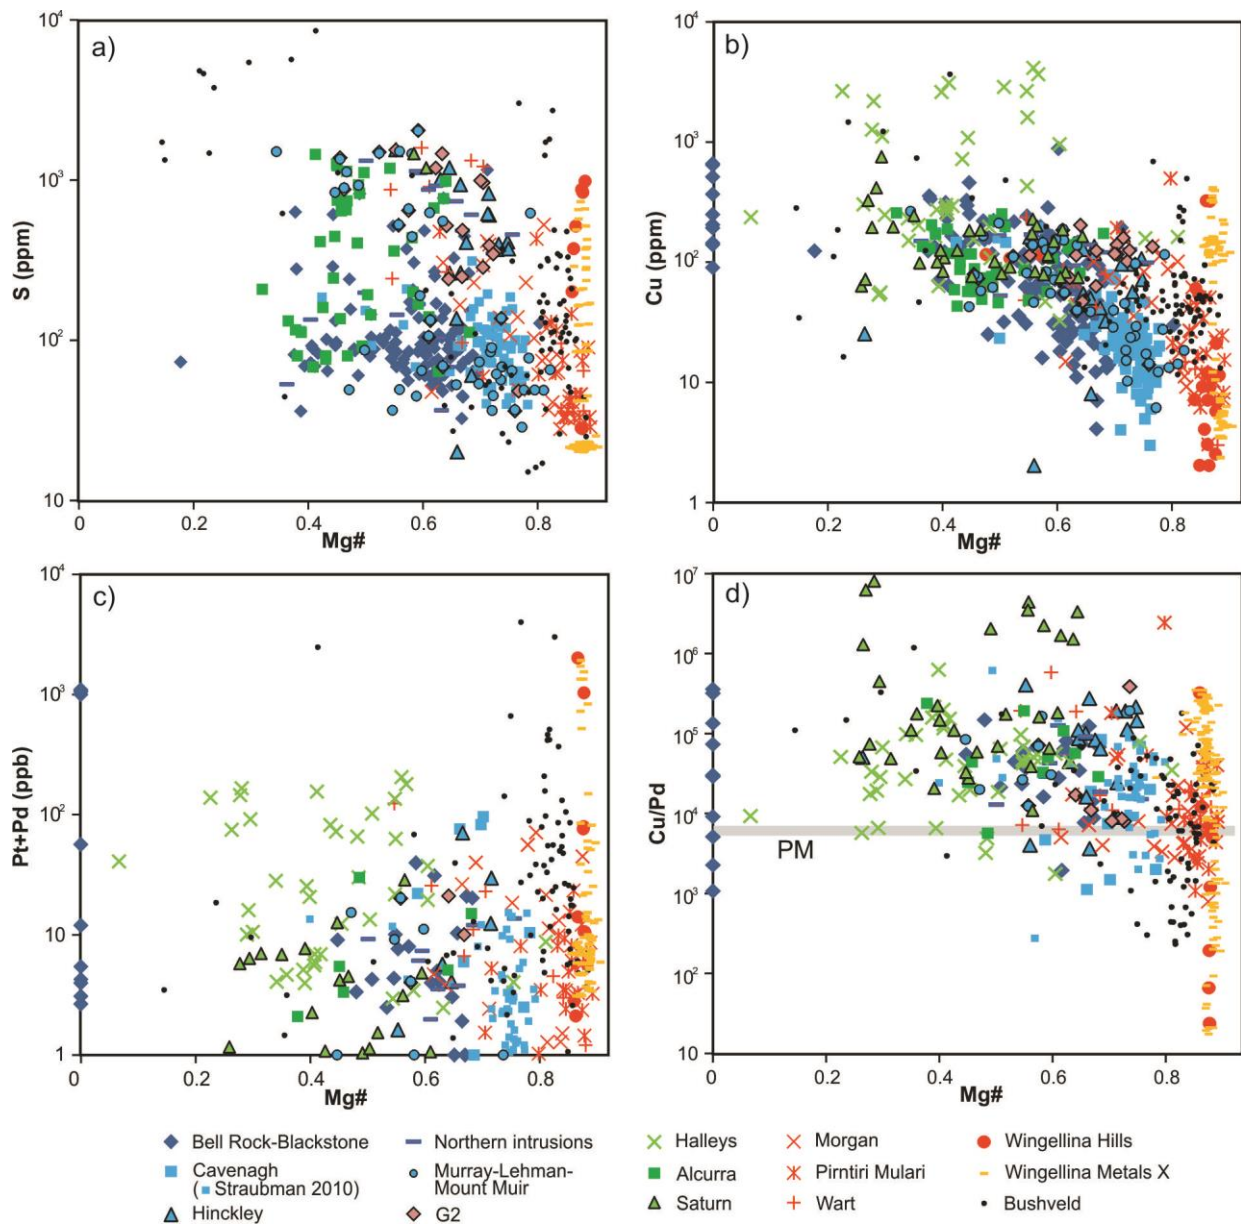 a)
10⁴
10³
10²
10
S (ppm)
0 0.2 0.4 0.6 0.8
Mg#
b)
10⁴
10³
10²
10
1
Cu (ppm)
0 0.2 0.4 0.6 0.8
Mg#
c)
10⁴
10³
10²
10
1
Pt+Pd (ppb)
0 0.2 0.4 0.6 0.8
Mg#
d)
10⁷
10⁶
10⁵
10⁴
10³
10²
10
Cu/Pd
PM
0 0.2 0.4 0.6 0.8
Mg#
Bell Rock-Blackstone
Cavenagh
( Straubman 2010)
Hinckley
Northern intrusions
Murray-Lehman-
Mount Muir
G2
Halleys
Alcurra
Saturn
Morgan
Pirntiri Mulari
Wart
Wingellina Hills
Wingellina Metals X
Bushveld